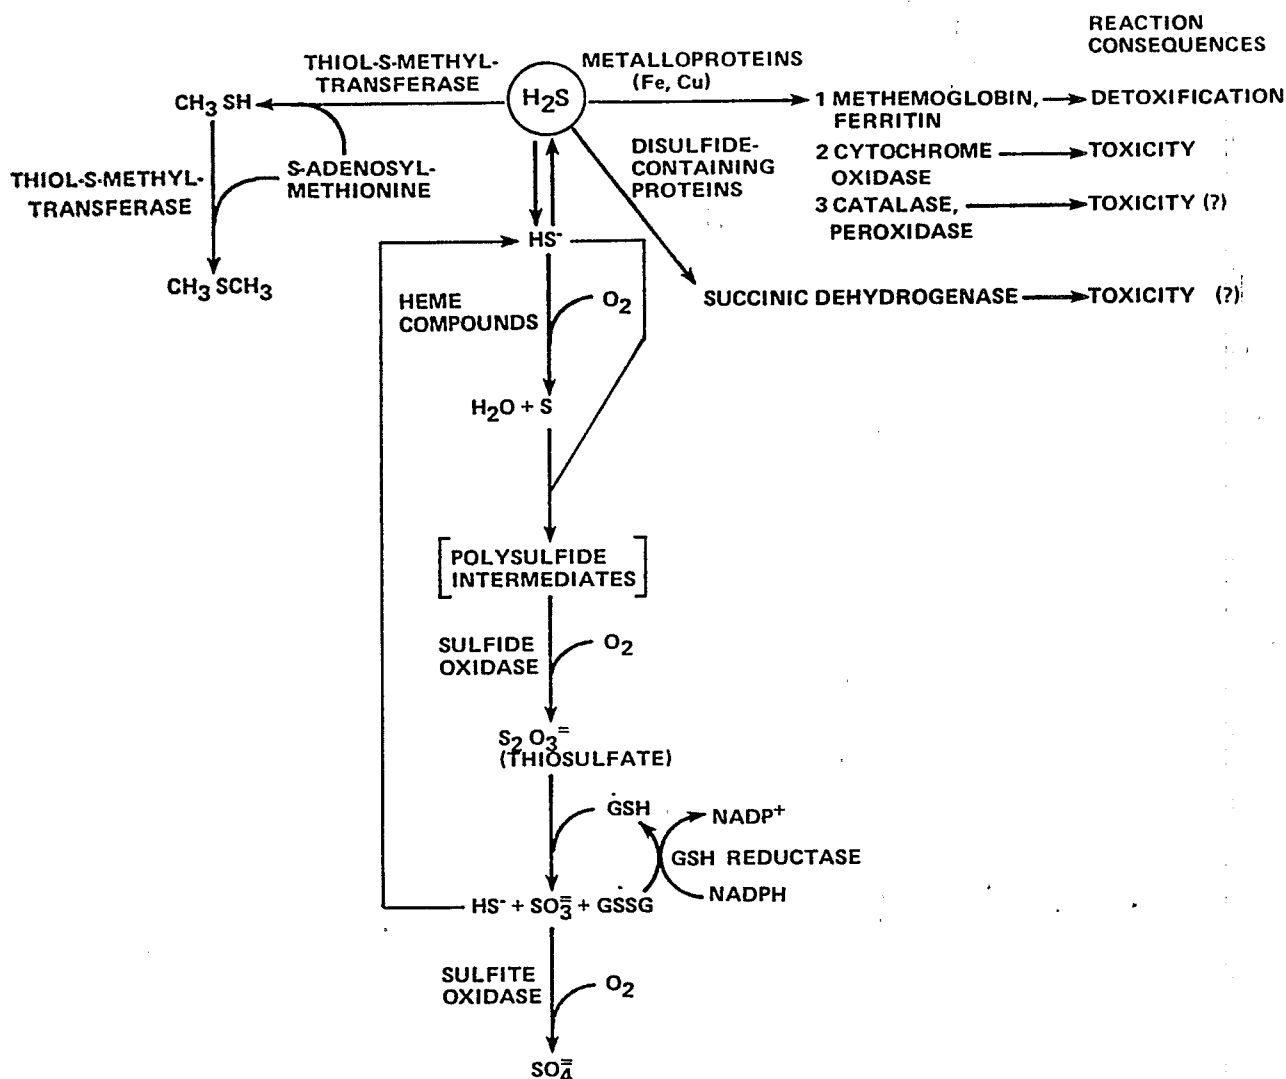 REACTION
CONSEQUENCES
THIOL-S-METHYL-
TRANSFERASE
H2S
METALLOPROTEINS
(Fe, Cu)
CH3 SH
1 METHEMOGLOBIN,
FERRITIN
DETOXIFICATION
DISULFIDE-
CONTAINING
PROTEINS
2 CYTOCHROME
OXIDASE
TOXICITY
THIOL-S-METHYL-
TRANSFERASE
S-ADENOSYL-
METHIONINE
3 CATALASE,
PEROXIDASE
TOXICITY (?)
HS-
CH3 SCH3
HEME
COMPOUNDS
O2
SUCCINIC DEHYDROGENASE
TOXICITY (?)
H2O + S
[POLYSULFIDE
INTERMEDIATES]
SULFIDE
OXIDASE
O2
S2 O3=
(THIOSULFATE)
GSH
NADP+
GSH REDUCTASE
NADPH
HS- + SO3= + GSSG
SULFITE
OXIDASE
O2
SO4=